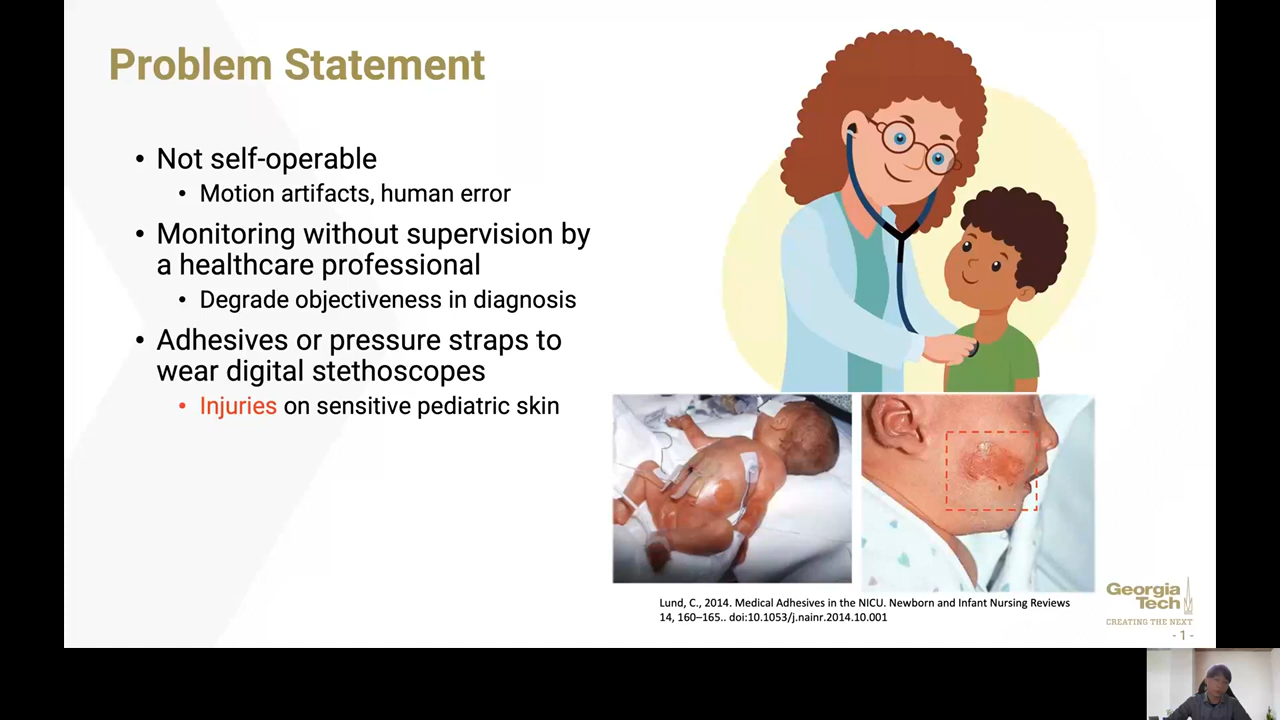 Problem Statement
• Not self-operable
• Motion artifacts, human error
• Monitoring without supervision by
a healthcare professional
• Degrade objectiveness in diagnosis
• Adhesives or pressure straps to
wear digital stethoscopes
• Injuries on sensitive pediatric skin
Lund, C., 2014. Medical Adhesives in the NICU. Newborn and Infant Nursing Reviews
14, 160–165.. doi:10.1053/j.nainr.2014.10.001
Georgia
Tech
CREATING THE NEXT
- 1 -